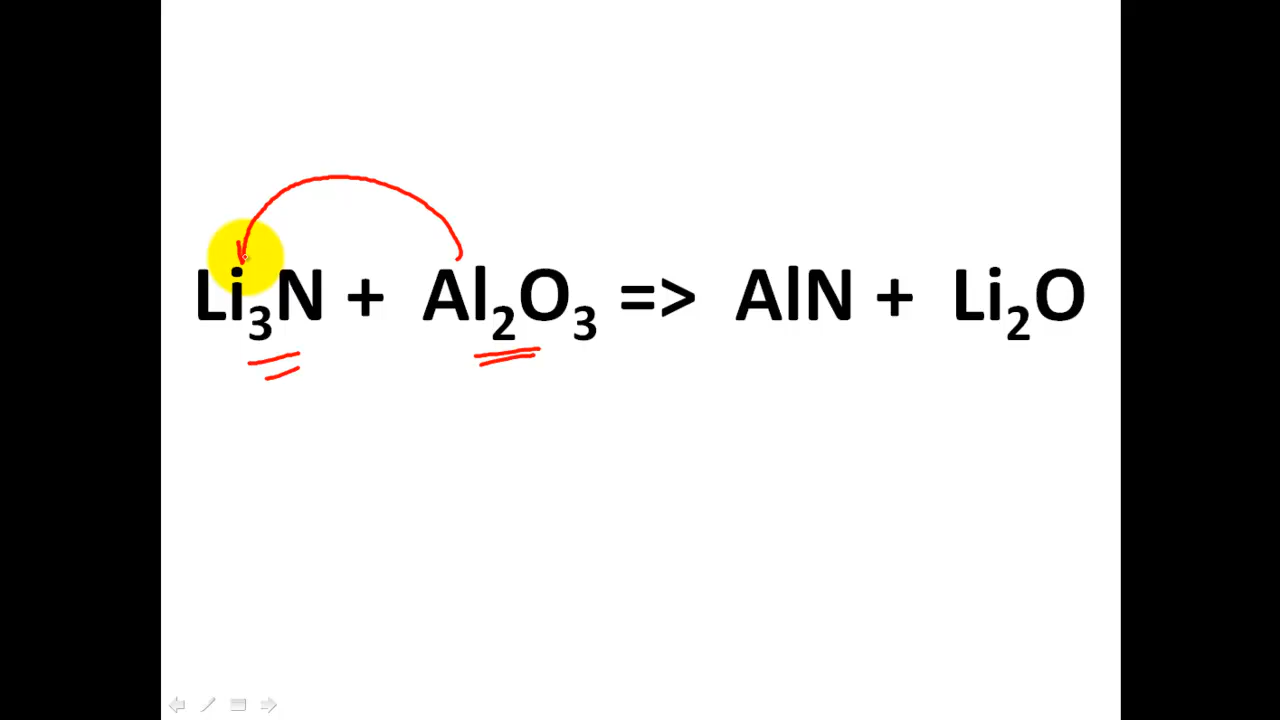 Li₃N + Al₂O₃ => AlN + Li₂O